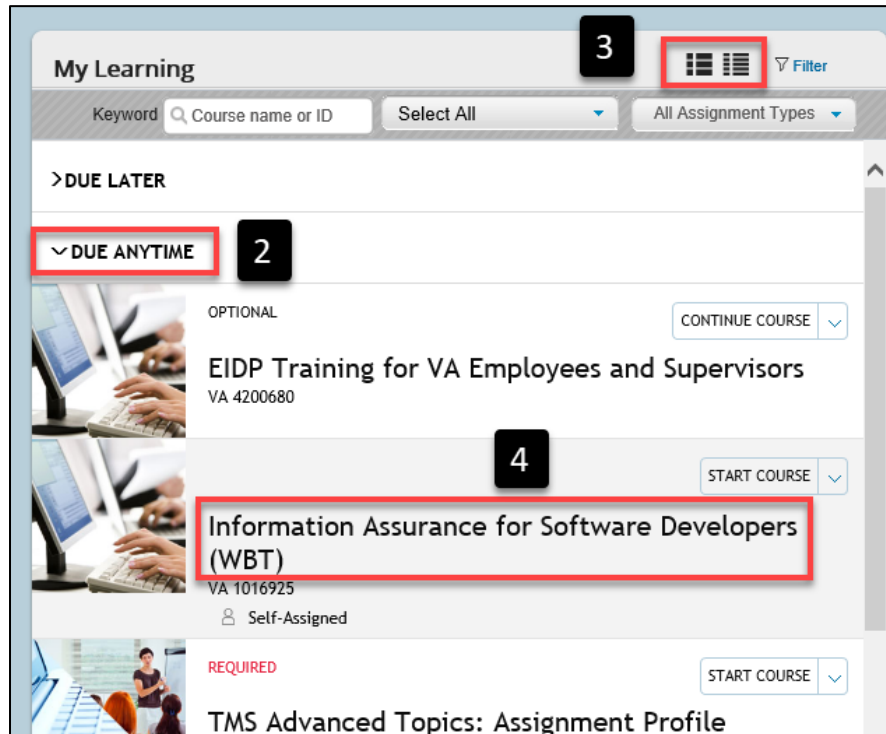 3
My Learning
Filter
Keyword Course name or ID Select All All Assignment Types
>DUE LATER
DUE ANYTIME 2
OPTIONAL
CONTINUE COURSE
EIDP Training for VA Employees and Supervisors
VA 4200680
4
START COURSE
Information Assurance for Software Developers
(WBT)
VA 1016925
Self-Assigned
REQUIRED
START COURSE
TMS Advanced Topics: Assignment Profile